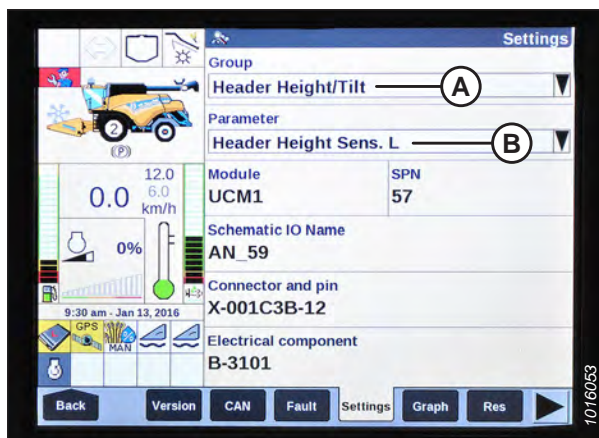 Settings
Group
Header Height/Tilt
A
Parameter
Header Height Sens. L
B
Module
SPN
UCM1
57
Schematic IO Name
AN_59
Connector and pin
X-001C3B-12
Electrical component
B-3101
2
(P)
12.0
0.0
6.0
km/h
0%
9:30 am - Jan 13, 2016
GPS
MAN
Back
Version
CAN
Fault
Settings
Graph
Res
1016053